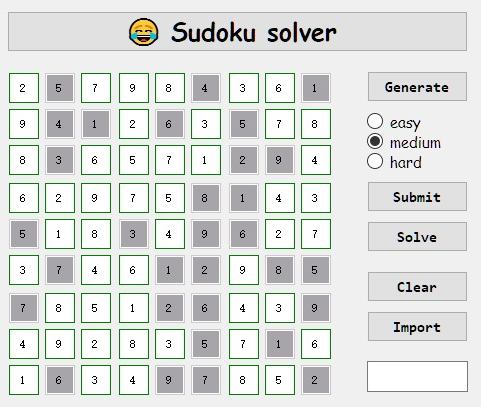 😂 Sudoku solver
2 5 7 9 8 4 3 6 1
9 4 1 2 6 3 5 7 8
8 3 6 5 7 1 2 9 4
6 2 9 7 5 8 1 4 3
5 1 8 3 4 9 6 2 7
3 7 4 6 1 2 9 8 5
7 8 5 1 2 6 4 3 9
4 9 2 8 3 5 7 1 6
1 6 3 4 9 7 8 5 2
Generate
easy
medium
hard
Submit
Solve
Clear
Import